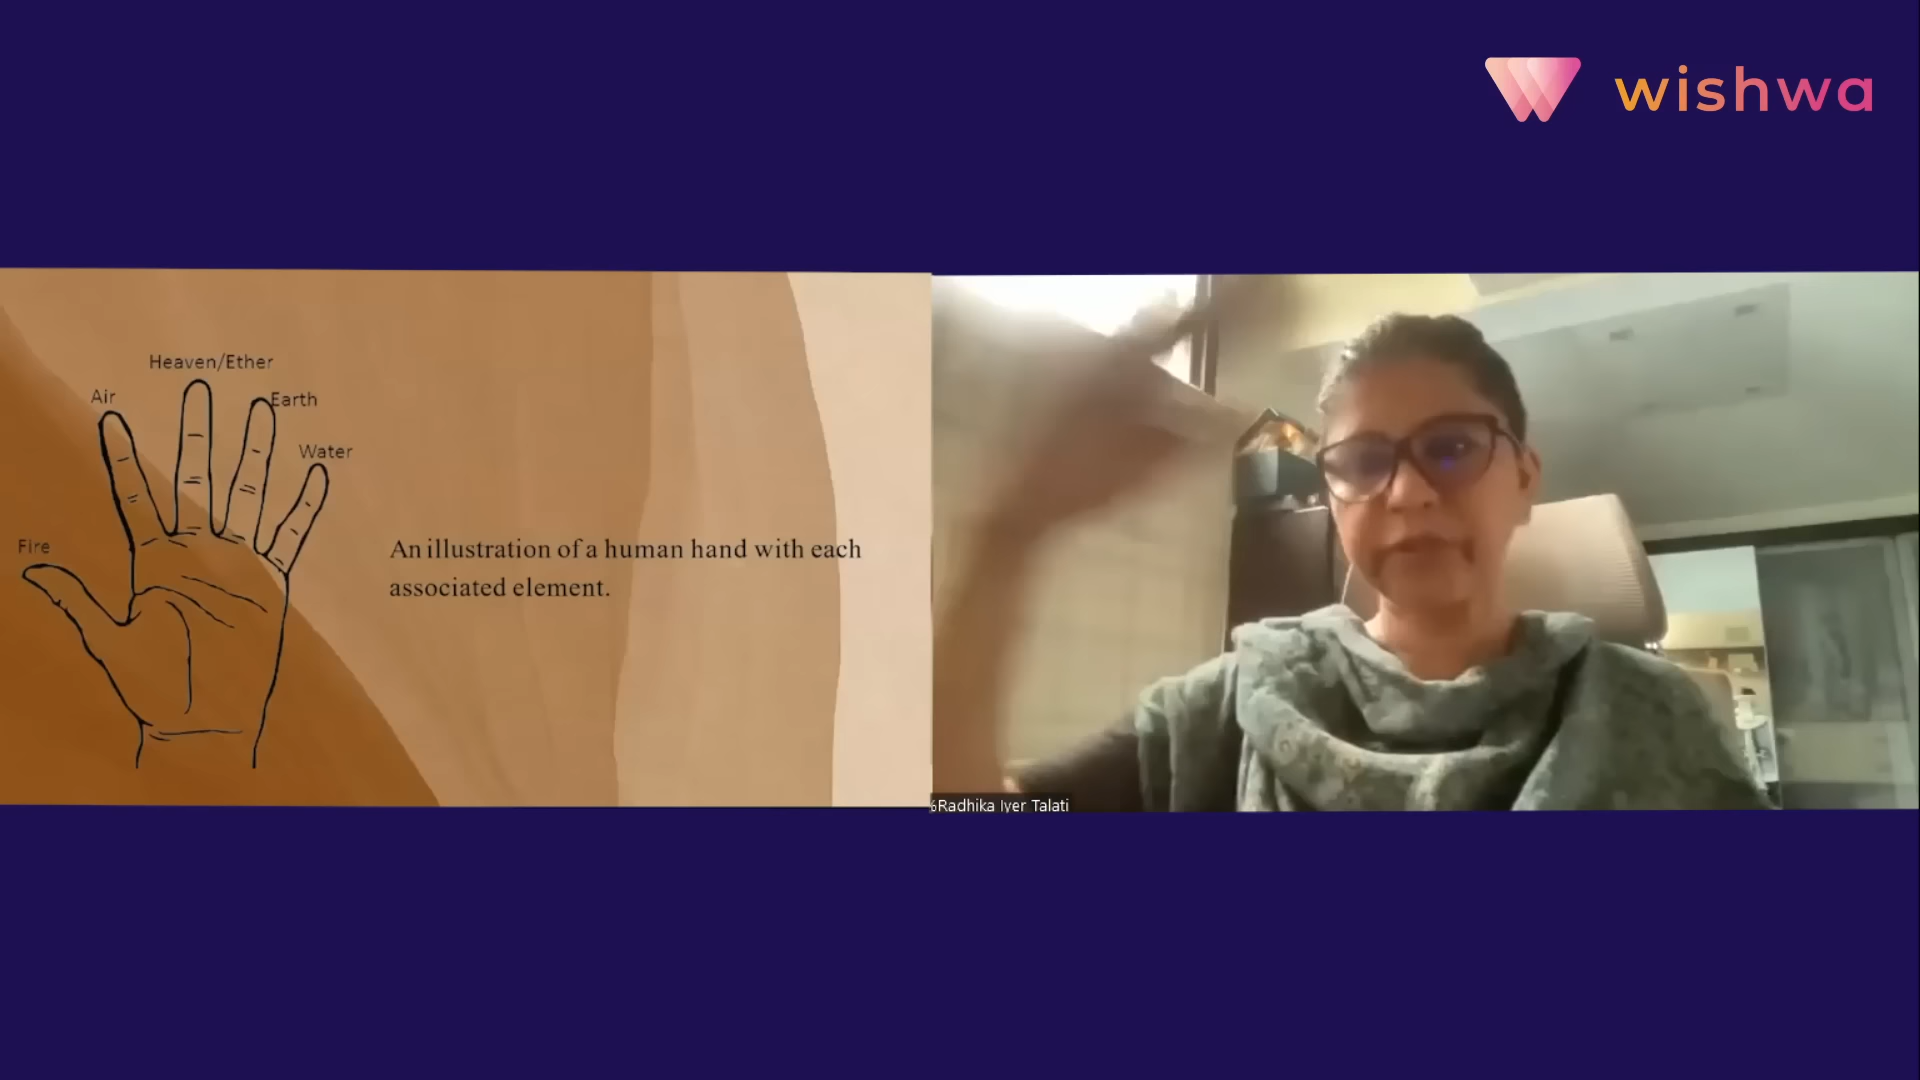 wishwa
Heaven/Ether
Air
Earth
Water
Fire
An illustration of a human hand with each
associated element.
Radhika Iyer Talati